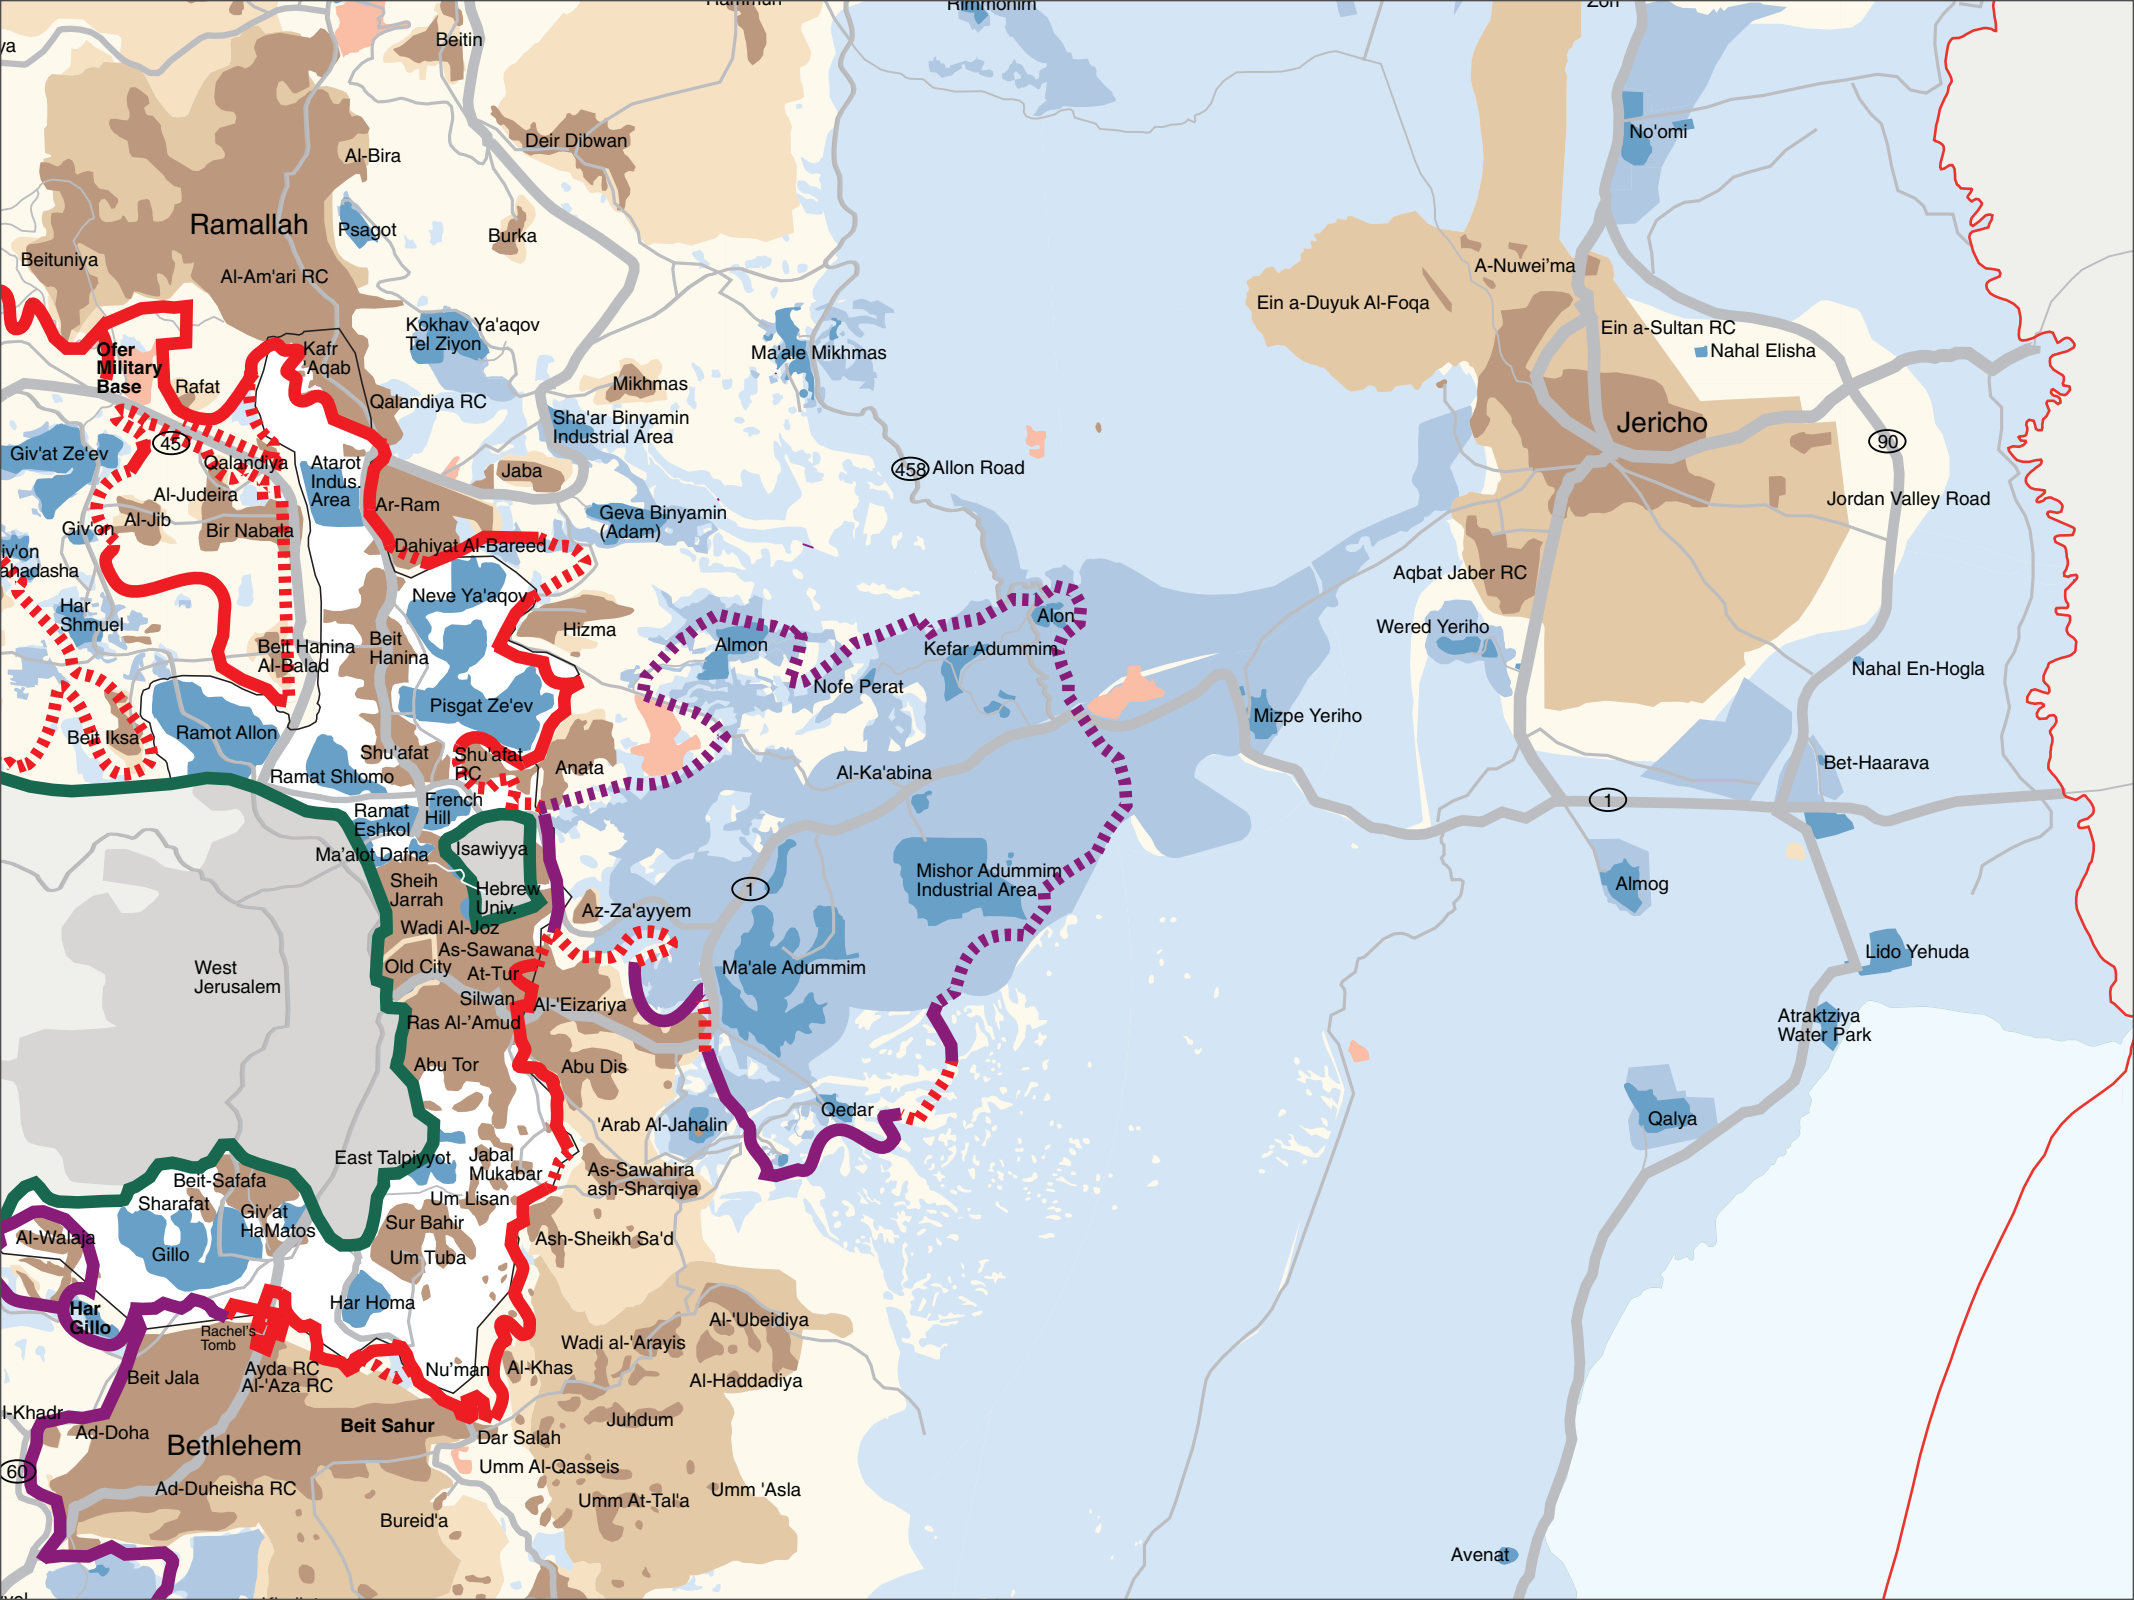 Rimmonim
Beitin
Deir Dibwan
No'omi
Al-Bira
Ramallah
Psagot
Burka
Beituniya
Al-Am'ari RC
A-Nuwei'ma
Ein a-Duyuk Al-Foqa
Kokhav Ya'aqov
Tel Ziyon
Ein a-Sultan RC
Nahal Elisha
Ofer
Military
Base
Kafr
'Aqab
Ma'ale Mikhmas
Rafat
Mikhmas
Qalandiya RC
Sha'ar Binyamin
Industrial Area
Jericho
45
90
Giv'at Ze'ev
Qalandiya
Atarot
Indus.
Area
Jaba
458
Allon Road
Al-Judeira
Jordan Valley Road
Ar-Ram
Geva Binyamin
(Adam)
Giv'on
Al-Jib
Bir Nabala
Dahiyat Al-Bareed
iv'on
ahadasha
Aqbat Jaber RC
Neve Ya'aqov
Har
Shmuel
Alon
Hizma
Wered Yeriho
Beit Hanina
Al-Balad
Beit
Hanina
Almon
Kefar Adummim
Nahal En-Hogla
Nofe Perat
Pisgat Ze'ev
Mizpe Yeriho
Beit Iksa
Ramot Allon
Shu'afat
Shu'afat
RC
Anata
Ramat Shlomo
Al-Ka'abina
Bet-Haarava
French
Hill
Ramat
Eshkol
1
Ma'alot Dafna
Isawiyya
Mishor Adummim
Industrial Area
Sheih
Jarrah
Hebrew
Univ.
1
Almog
Az-Za'ayyem
Wadi Al-Joz
As-Sawana
Lido Yehuda
West
Jerusalem
Old City
At-Tur
Ma'ale Adummim
Silwan
Al-'Eizariya
Ras Al-'Amud
Atraktziya
Water Park
Abu Tor
Abu Dis
Qedar
'Arab Al-Jahalin
Qalya
East Talpiyyot
Jabal
Mukabar
As-Sawahira
ash-Sharqiya
Beit-Safafa
Sharafat
Um Lisan
Giv'at
HaMatos
Sur Bahir
Al-Walaja
Gillo
Ash-Sheikh Sa'd
Um Tuba
Har Homa
Har
Gillo
Rachel's
Tomb
Al-'Ubeidiya
Wadi al-'Arayis
Ayda RC
Al-'Aza RC
Nu'man
Al-Khas
Beit Jala
Al-Haddadiya
l-Khadr
Ad-Doha
Beit Sahur
Juhdum
Bethlehem
Dar Salah
60
Umm Al-Qasseis
Ad-Duheisha RC
Umm At-Tal'a
Umm 'Asla
Bureid'a
Avenat